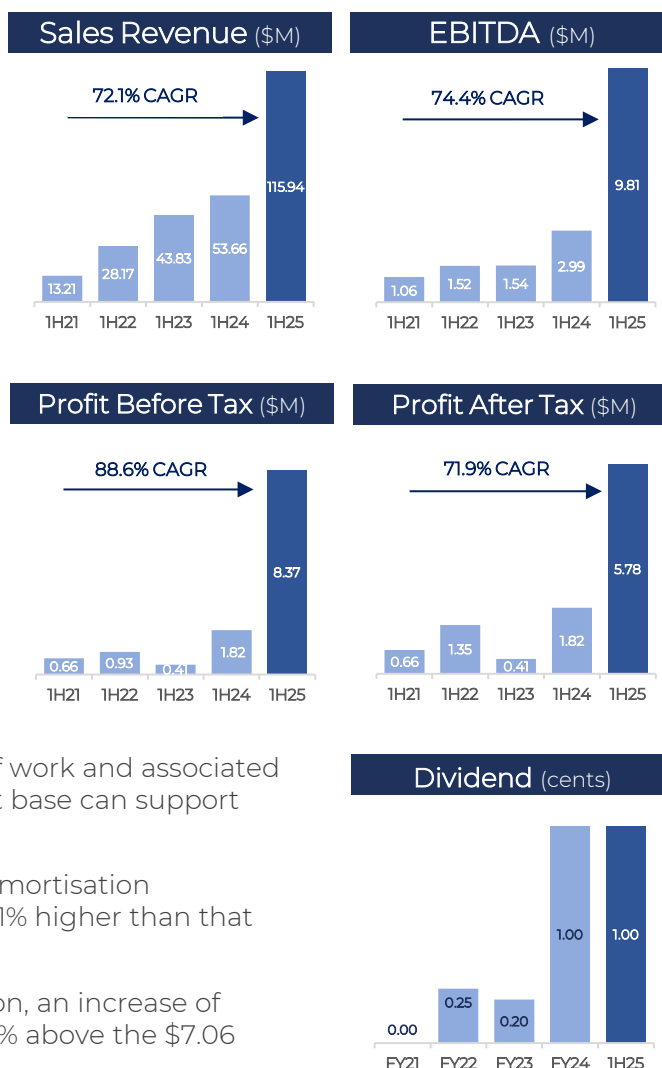 Sales Revenue ($M)
72.1% CAGR
13.21 28.17 43.83 53.66 115.94
1H21 1H22 1H23 1H24 1H25
EBITDA ($M)
74.4% CAGR
1.06 1.52 1.54 2.99 9.81
1H21 1H22 1H23 1H24 1H25
Profit Before Tax ($M)
88.6% CAGR
0.66 0.93 0.41 1.82 8.37
1H21 1H22 1H23 1H24 1H25
Profit After Tax ($M)
71.9% CAGR
0.66 1.35 0.41 1.82 5.78
1H21 1H22 1H23 1H24 1H25
work and associated
base can support
mortisation
1% higher than that
on, an increase of
% above the $7.06
Dividend (cents)
0.00 0.25 0.20 1.00 1.00
FY21 FY22 FY23 FY24 1H25